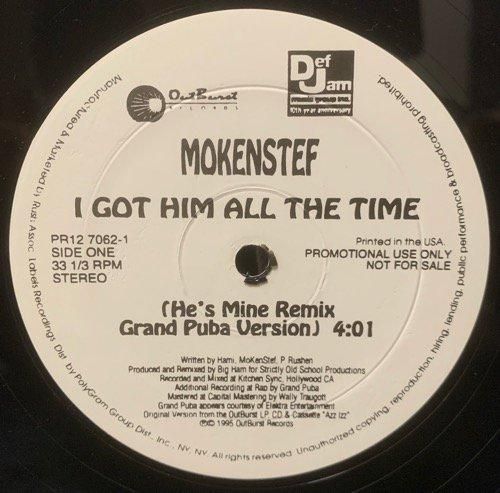 OutBurst
RECORDS
Def
Jam
music group inc.
10th year anniversary
MOKENSTEF
I GOT HIM ALL THE TIME
PR12 7062-1
SIDE ONE
33 1/3 RPM
STEREO
Printed in the USA.
PROMOTIONAL USE ONLY
NOT FOR SALE
(He's Mine Remix
Grand Puba Version) 4:01
Written by Hami, MoKenStef, P Rushen
Produced and Remixed by Big Ham for Strictly Old School Productions
Recorded and Mixed at Kitchen Sync, Hollywood CA
Additional Recording at Rap by Grand Puba
Mastered at Capital Mastering by Wally Traugott
Grand Puba appears courtesy of Elektra Entertainment
Original Version from the OutBurst LP, CD & Cassette "Azz Izz"
℗© 1995 OutBurst Records
Manufactured & Marketed by Rush Assoc. Labels Recordings Dist. by PolyGram Group Dist., Inc., NY, NY. All rights reserved. Unauthorized copying, reproduction, hiring, lending, public performance & broadcasting prohibited.